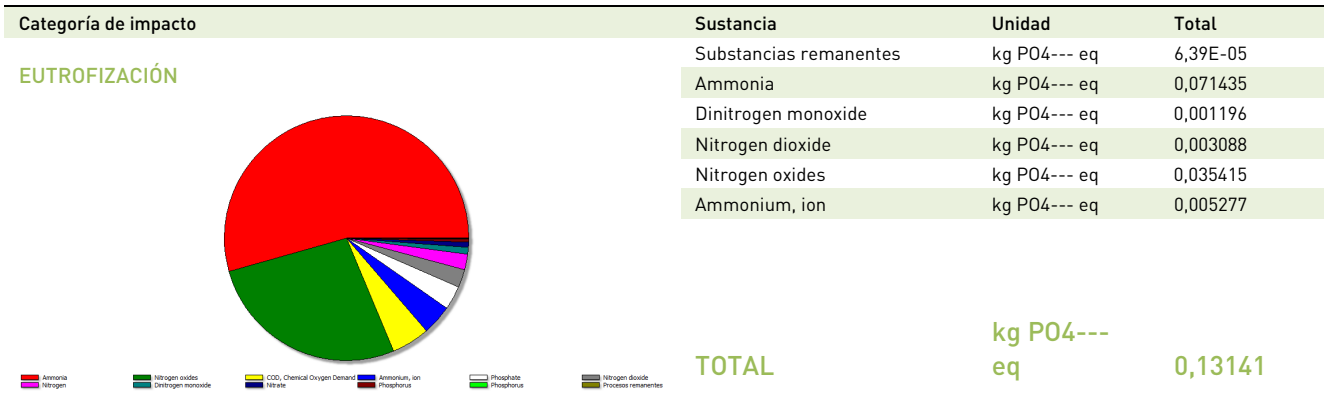 Categoría de impacto Sustancia Unidad Total
EUTROFIZACIÓN
Substancias remanentes kg PO4--- eq 6,39E-05
Ammonia kg PO4--- eq 0,071435
Dinitrogen monoxide kg PO4--- eq 0,001196
Nitrogen dioxide kg PO4--- eq 0,003088
Nitrogen oxides kg PO4--- eq 0,035415
Ammonium, ion kg PO4--- eq 0,005277
TOTAL kg PO4--- eq 0,13141
Ammonia Nitrogen oxides COD, Chemical Oxygen Demand Ammonium, ion Phosphate Nitrogen dioxide
Nitrogen Dinitrogen monoxide Nitrate Phosphorus Phosphorus Procesos remanentes